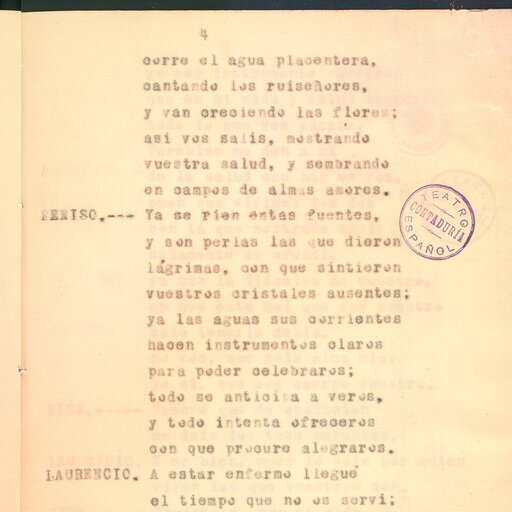 4
corre el agua placentera,
cantando los ruiseñores,
y van creciendo las flores;
así vos salis, mostrando
vuestra salud, y sembrando
en campos de almas amores.
FENISO.--- Ya se rien estas fuentes,
y son perlas las que dieron
lágrimas, con que sintieron
vuestros cristales ausentes;
ya las aguas sus corrientes
hacen instrumentos claros
para poder celebraros;
todo se anticipa a veros,
y todo intenta ofreceros
con que procure alegraros.
LAURENCIO. A estar enfermo llegué
el tiempo que no os serví;
TEATRO ESPAÑOL
CONTADURÍA